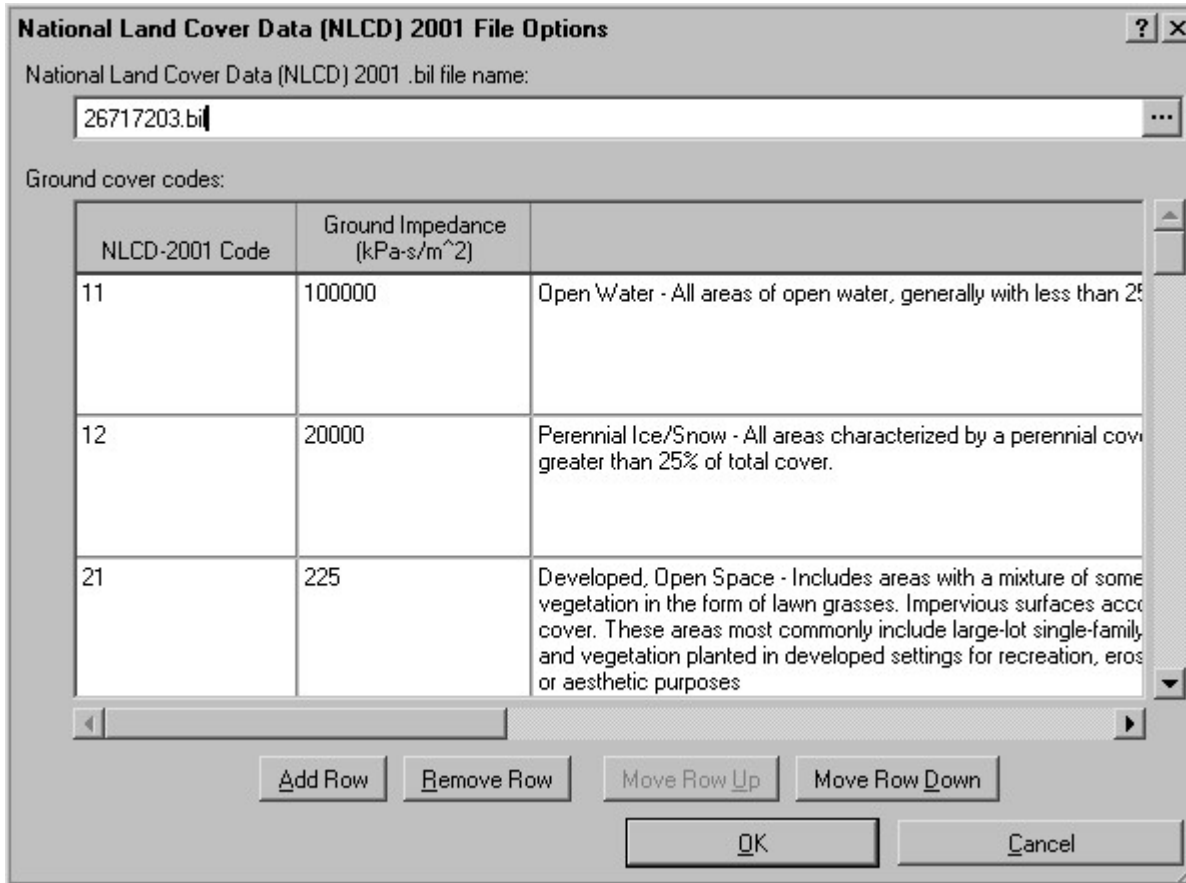 National Land Cover Data (NLCD) 2001 File Options
National Land Cover Data (NLCD) 2001 .bil file name:
26717203.bil
...
Ground cover codes:
NLCD-2001 Code
Ground Impedance
(kPa-s/m^2)
11
100000
Open Water - All areas of open water, generally with less than 25
12
20000
Perennial Ice/Snow - All areas characterized by a perennial cov
greater than 25% of total cover.
21
225
Developed, Open Space - Includes areas with a mixture of some
vegetation in the form of lawn grasses. Impervious surfaces acco
cover. These areas most commonly include large-lot single-family
and vegetation planted in developed settings for recreation, eros
or aesthetic purposes
Add Row
Remove Row
Move Row Up
Move Row Down
OK
Cancel